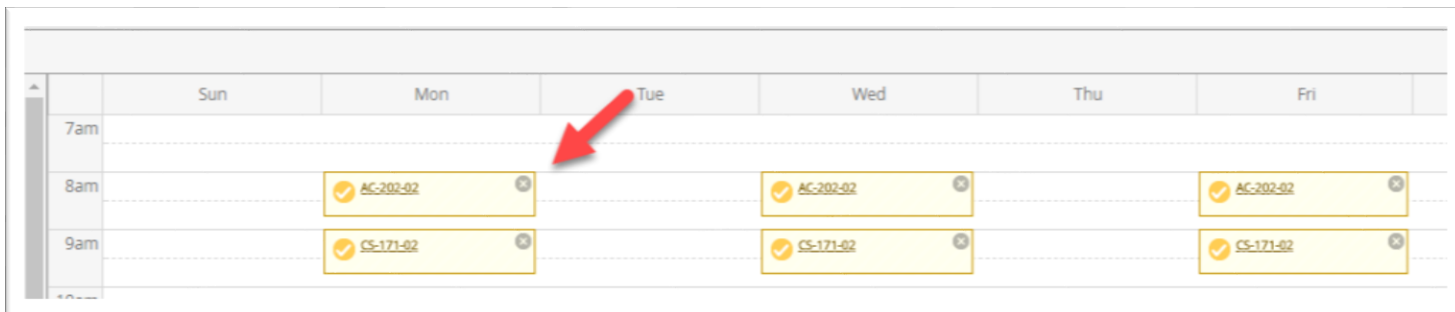 Sun Mon Tue Wed Thu Fri
7am
8am AC-202-02 AC-202-02 AC-202-02
9am CS-171-02 CS-171-02 CS-171-02